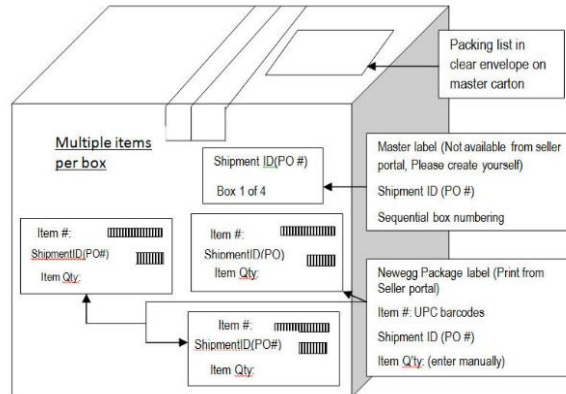 Packing list in
clear envelope on
master carton
Multiple items
per box
Shipment ID(PO #)
Box 1 of 4
Master label (Not available from seller
portal, Please create yourself)
Shipment ID (PO #)
Sequential box numbering
Item #:
ShipmentID(PO#)
Item Qty:
Item #:
ShipmentID(PO)
Item Qty:
Newegg Package label (Print from
Seller portal)
Item #: UPC barcodes
Shipment ID (PO #)
Item Q'ty: (enter manually)
Item #:
ShipmentID(PO#)
Item Qty: